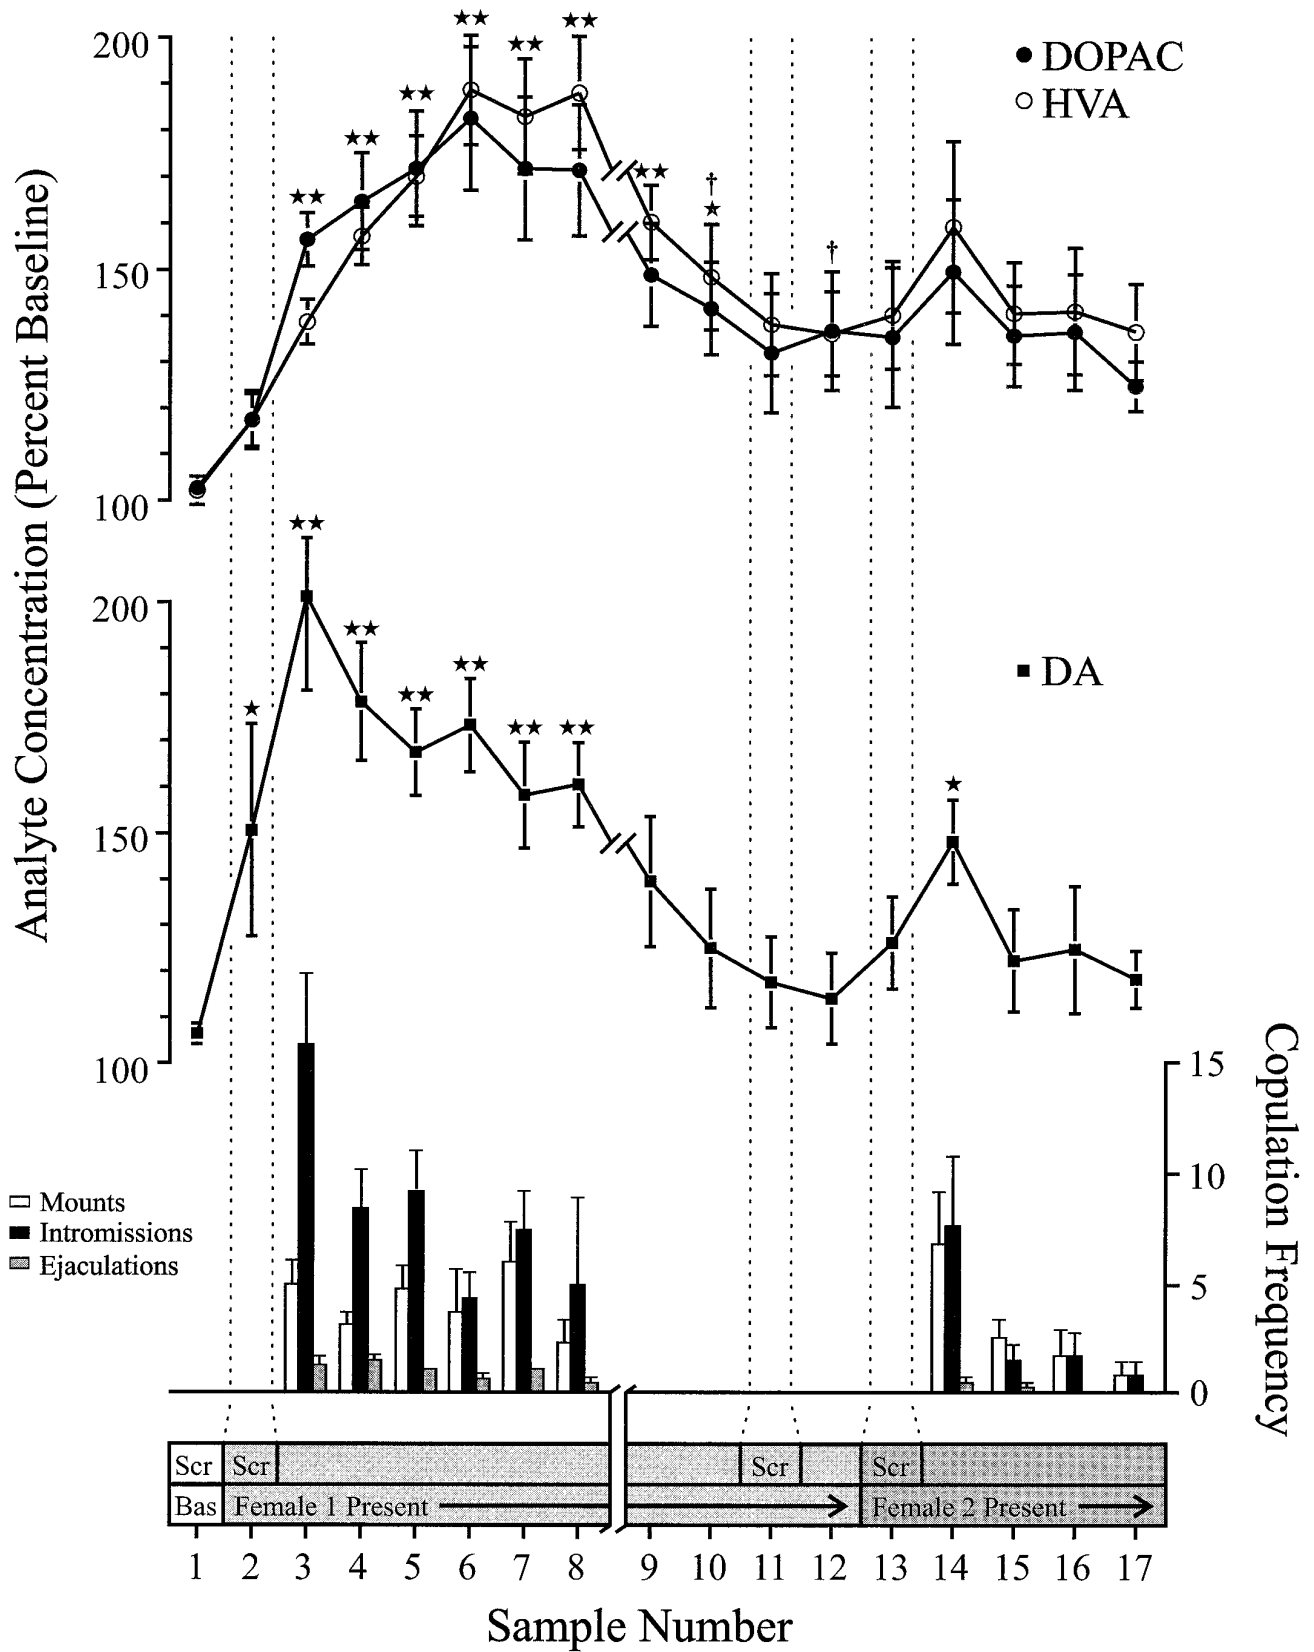 ★★ ★★
★★
200
DOPAC
HVA
★★
★★
★★
★★
†
★
†
150
100
Analyte Concentration (Percent Baseline)
★★
200
★★
★★
★★
DA
★
★★ ★★
★
150
100
15
10
5
0
Copulation Frequency
Mounts
Intromissions
Ejaculations
Scr Scr Scr Scr
Bas Female 1 Present Female 2 Present
1 2 3 4 5 6 7 8 9 10 11 12 13 14 15 16 17
Sample Number